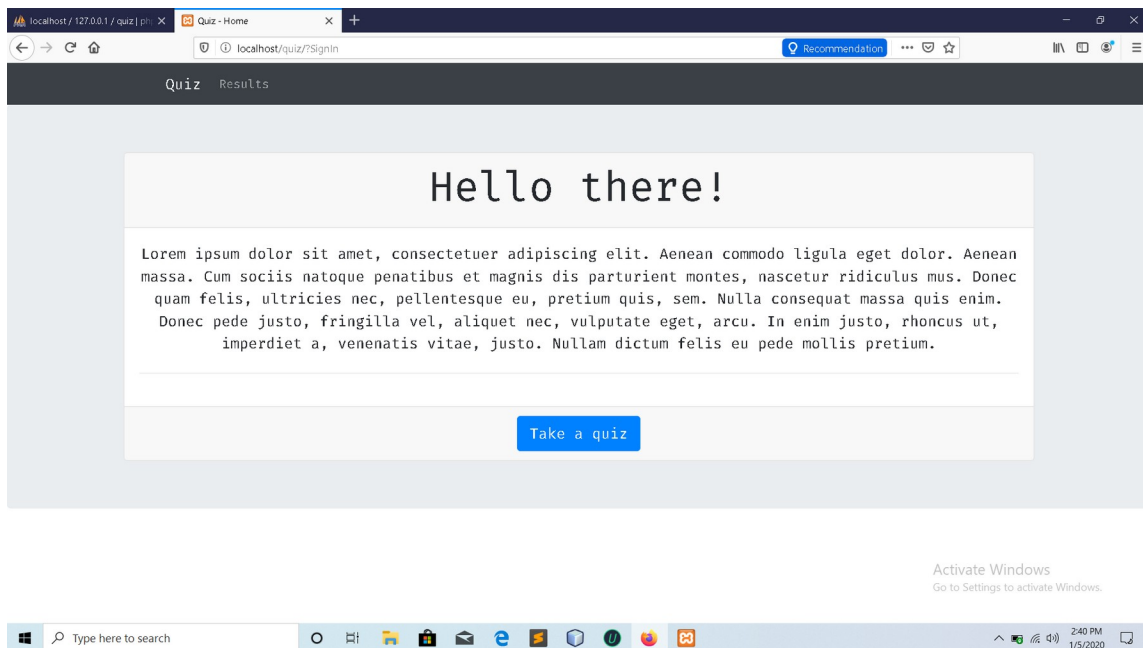 localhost / 127.0.0.1 / quiz | ph
Quiz - Home
localhost/quiz/?SignIn
Recommendation
Quiz Results
Hello there!
Lorem ipsum dolor sit amet, consectetuer adipiscing elit. Aenean commodo ligula eget dolor. Aenean
massa. Cum sociis natoque penatibus et magnis dis parturient montes, nascetur ridiculus mus. Donec
quam felis, ultricies nec, pellentesque eu, pretium quis, sem. Nulla consequat massa quis enim.
Donec pede justo, fringilla vel, aliquet nec, vulputate eget, arcu. In enim justo, rhoncus ut,
imperdiet a, venenatis vitae, justo. Nullam dictum felis eu pede mollis pretium.
Take a quiz
Activate Windows
Go to Settings to activate Windows.
Type here to search
2:40 PM
1/5/2020